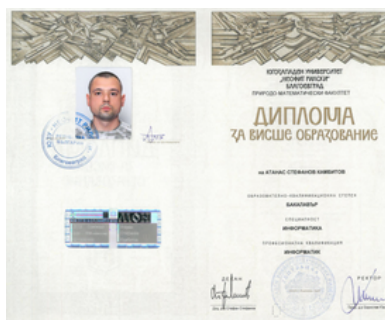 ЮГОЗАПАДЕН УНИВЕРСИТЕТ
"НЕОФИТ РИЛСКИ"
БЛАГОЕВГРАД
ПРИРОДО-МАТЕМАТИЧЕСКИ ФАКУЛТЕТ
ДИПЛОМА
ЗА ВИСШЕ ОБРАЗОВАНИЕ
на АТАНАС СТЕФАНОВ
ОБРАЗОВАТЕЛНО-КВАЛИФИКАЦИОННА СТЕПЕН
БАКАЛАВЪР
СПЕЦИАЛНОСТ
ИНФОРМАТИКА
ПРОФЕСИОНАЛНА КВАЛИФИКАЦИЯ
ИНФОРМАТИК
ДЕКАН
РЕКТОР